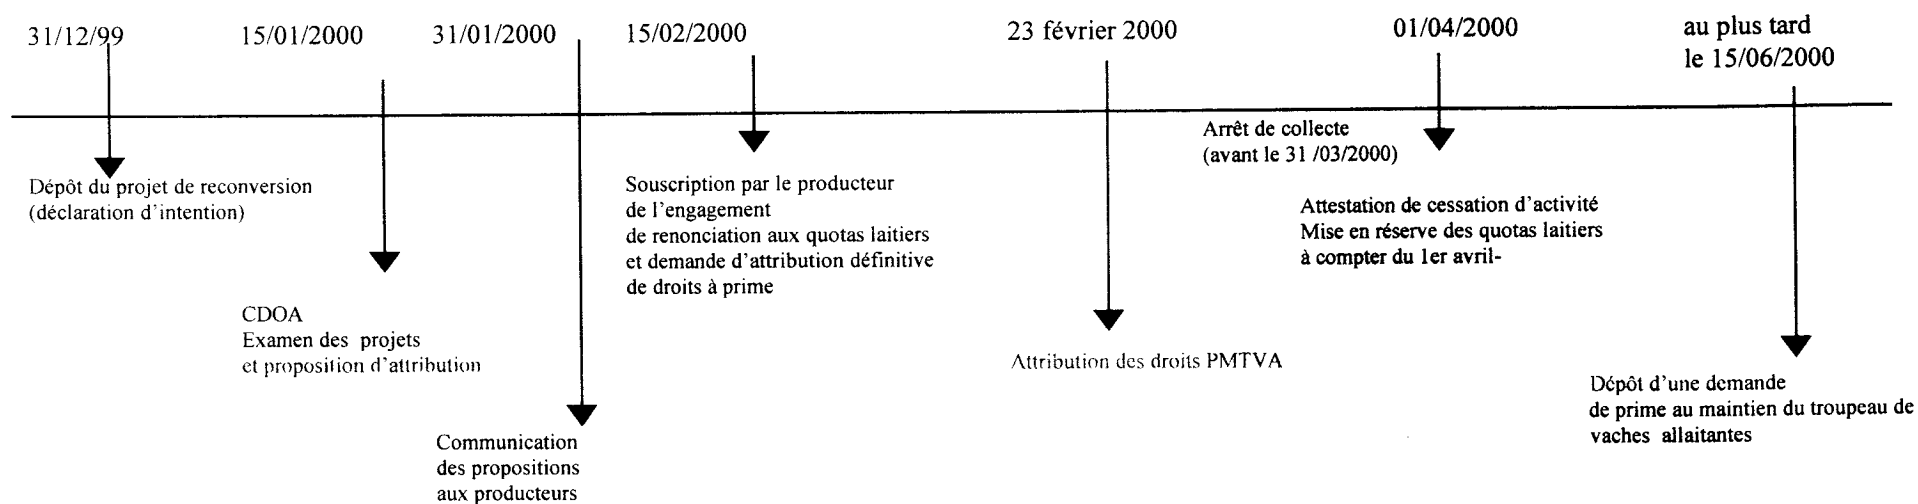 31/12/99
15/01/2000
31/01/2000
15/02/2000
23 février 2000
01/04/2000
au plus tard
le 15/06/2000
Dépôt du projet de reconversion
(déclaration d'intention)
CDOA
Examen des projets
et proposition d'attribution
Communication
des propositions
aux producteurs
Souscription par le producteur
de l'engagement
de renonciation aux quotas laitiers
et demande d'attribution définitive
de droits à prime
Attribution des droits PMTVA
Arrêt de collecte
(avant le 31 /03/2000)
Attestation de cessation d'activité
Mise en réserve des quotas laitiers
à compter du 1er avril-
Dépôt d'une demande
de prime au maintien du troupeau de
vaches allaitantes